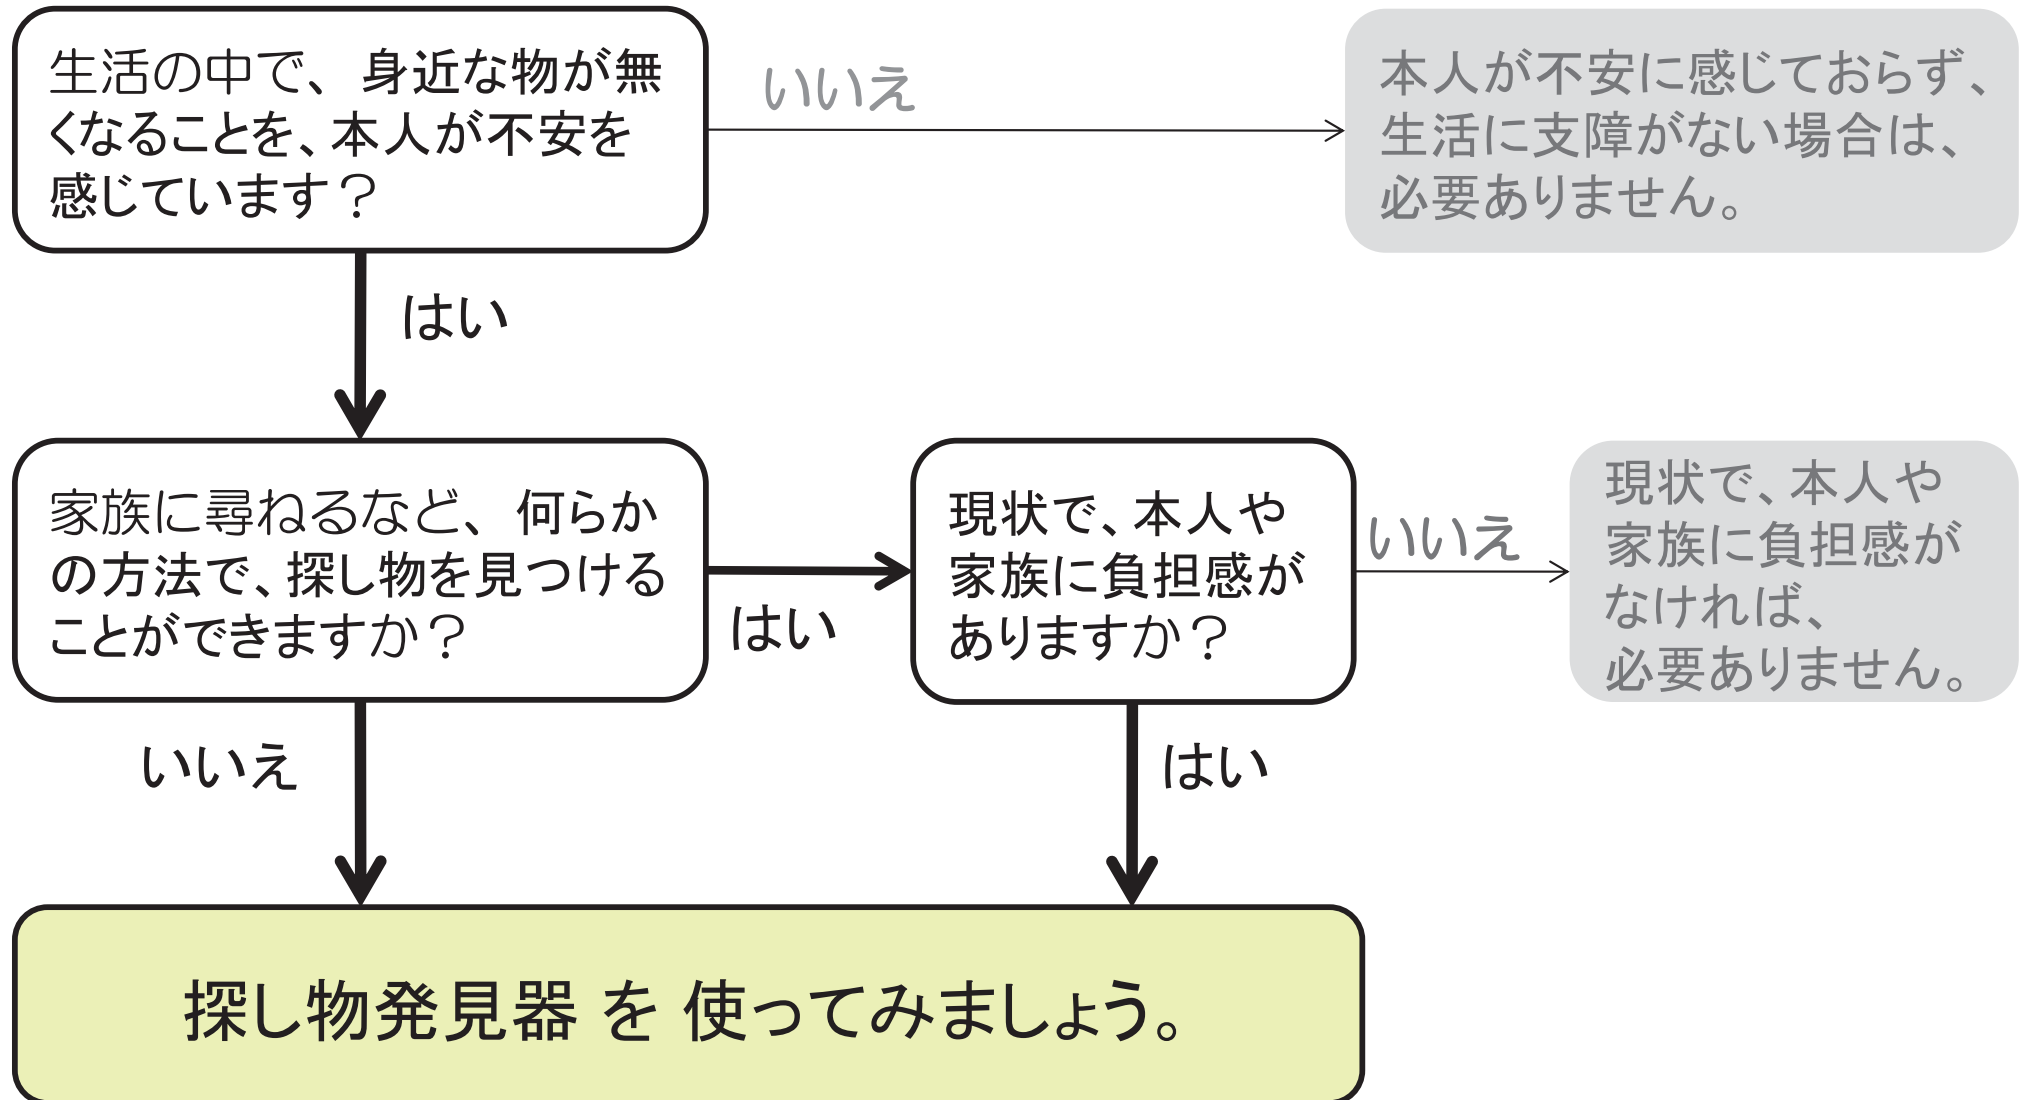 生活の中で、身近な物が無
くなることを、本人が不安を
感じています？
いいえ
本人が不安に感じておらず、
生活に支障がない場合は、
必要ありません。
はい
家族に尋ねるなど、何らか
の方法で、探し物を見つける
ことができますか？
はい
現状で、本人や
家族に負担感が
ありますか？
いいえ
現状で、本人や
家族に負担感が
なければ、
必要ありません。
いいえ
はい
探し物発見器 を 使ってみましょう。